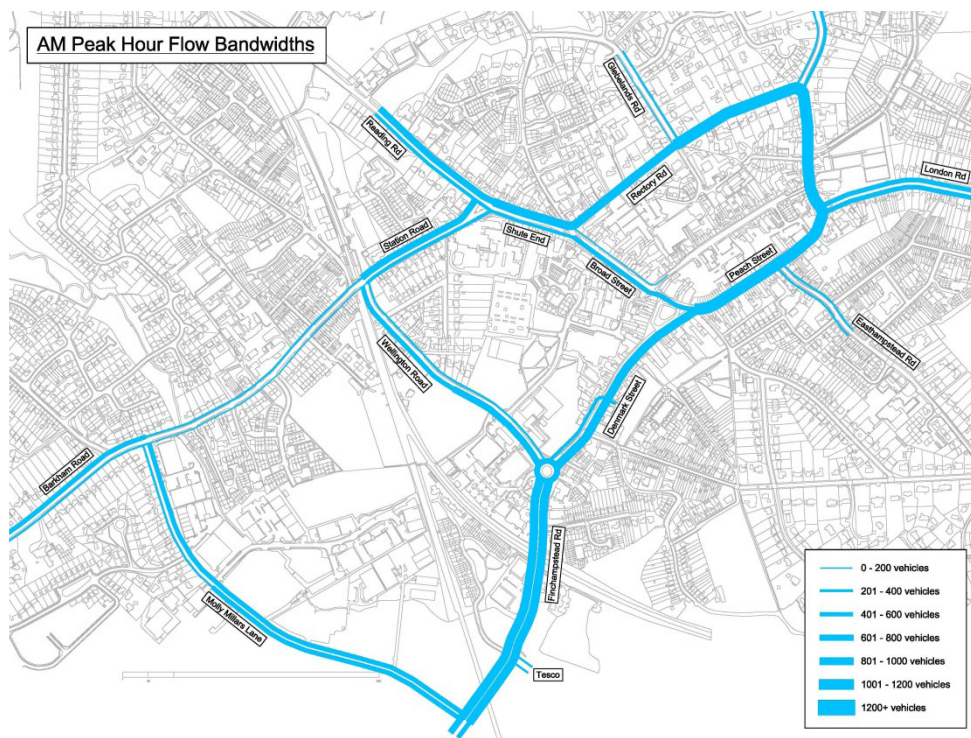 AM Peak Hour Flow Bandwidths
Glebelands Rd
Reading Rd
Rectory Rd
London Rd
Station Road
Shute End
Broad Street
Peach Street
Easthampstead Rd
Wellington Road
Denmark Street
Barkham Road
Finchampstead Rd
Molly Millars Lane
Tesco
0 - 200 vehicles
201 - 400 vehicles
401 - 600 vehicles
601 - 800 vehicles
801 - 1000 vehicles
1001 - 1200 vehicles
1200+ vehicles